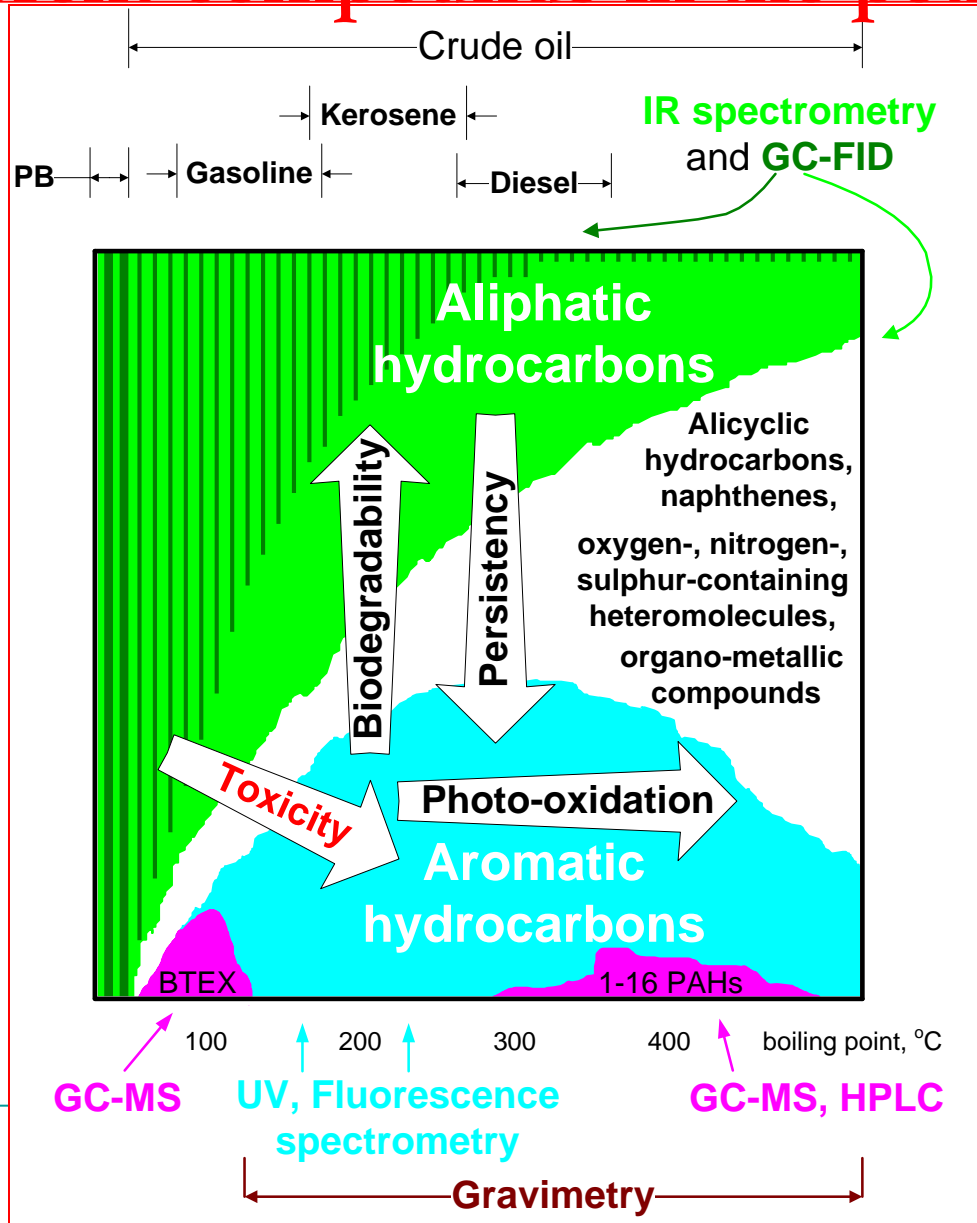 Crude oil
Kerosene
IR spectrometry
and GC-FID
PB
Gasoline
Diesel
Aliphatic
hydrocarbons
Alicyclic
hydrocarbons,
naphthenes,
oxygen-, nitrogen-,
sulphur-containing
heteromolecules,
organo-metallic
compounds
Biodegradability
Persistency
Toxicity
Photo-oxidation
Aromatic
hydrocarbons
BTEX
1-16 PAHs
100 200 300 400 boiling point, °C
GC-MS
UV, Fluorescence
spectrometry
GC-MS, HPLC
Gravimetry